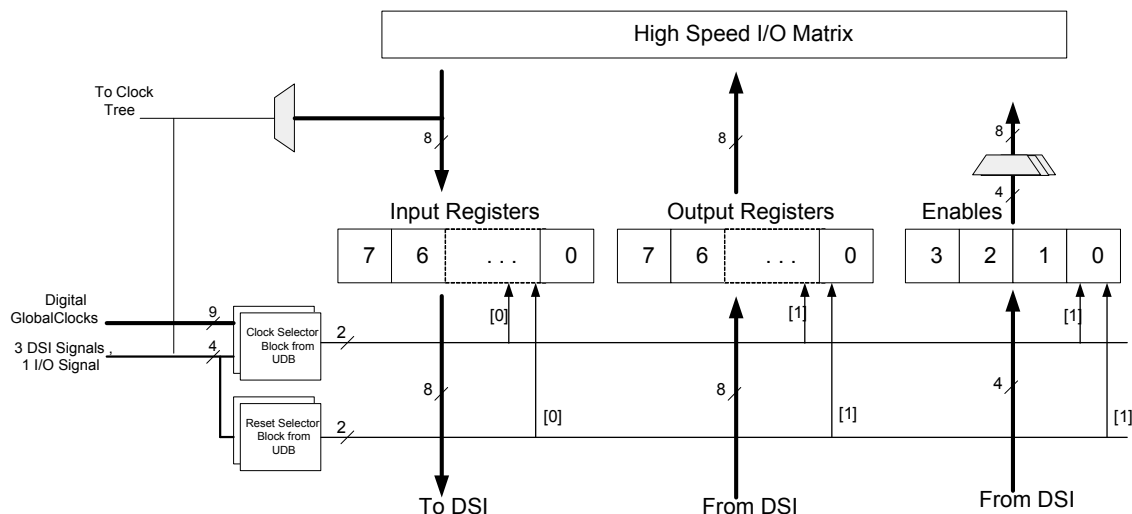 High Speed I/O Matrix
To Clock
Tree
8
8
8
4
Input Registers
Output Registers
Enables
7 6 . . . 0
7 6 . . . 0
3 2 1 0
Digital
GlobalClocks
9
[0]
[1]
[1]
3 DSI Signals ,
1 I/O Signal
4
Clock Selector
Block from
UDB
2
8
8
4
Reset Selector
Block from
UDB
2
[0]
[1]
[1]
To DSI
From DSI
From DSI